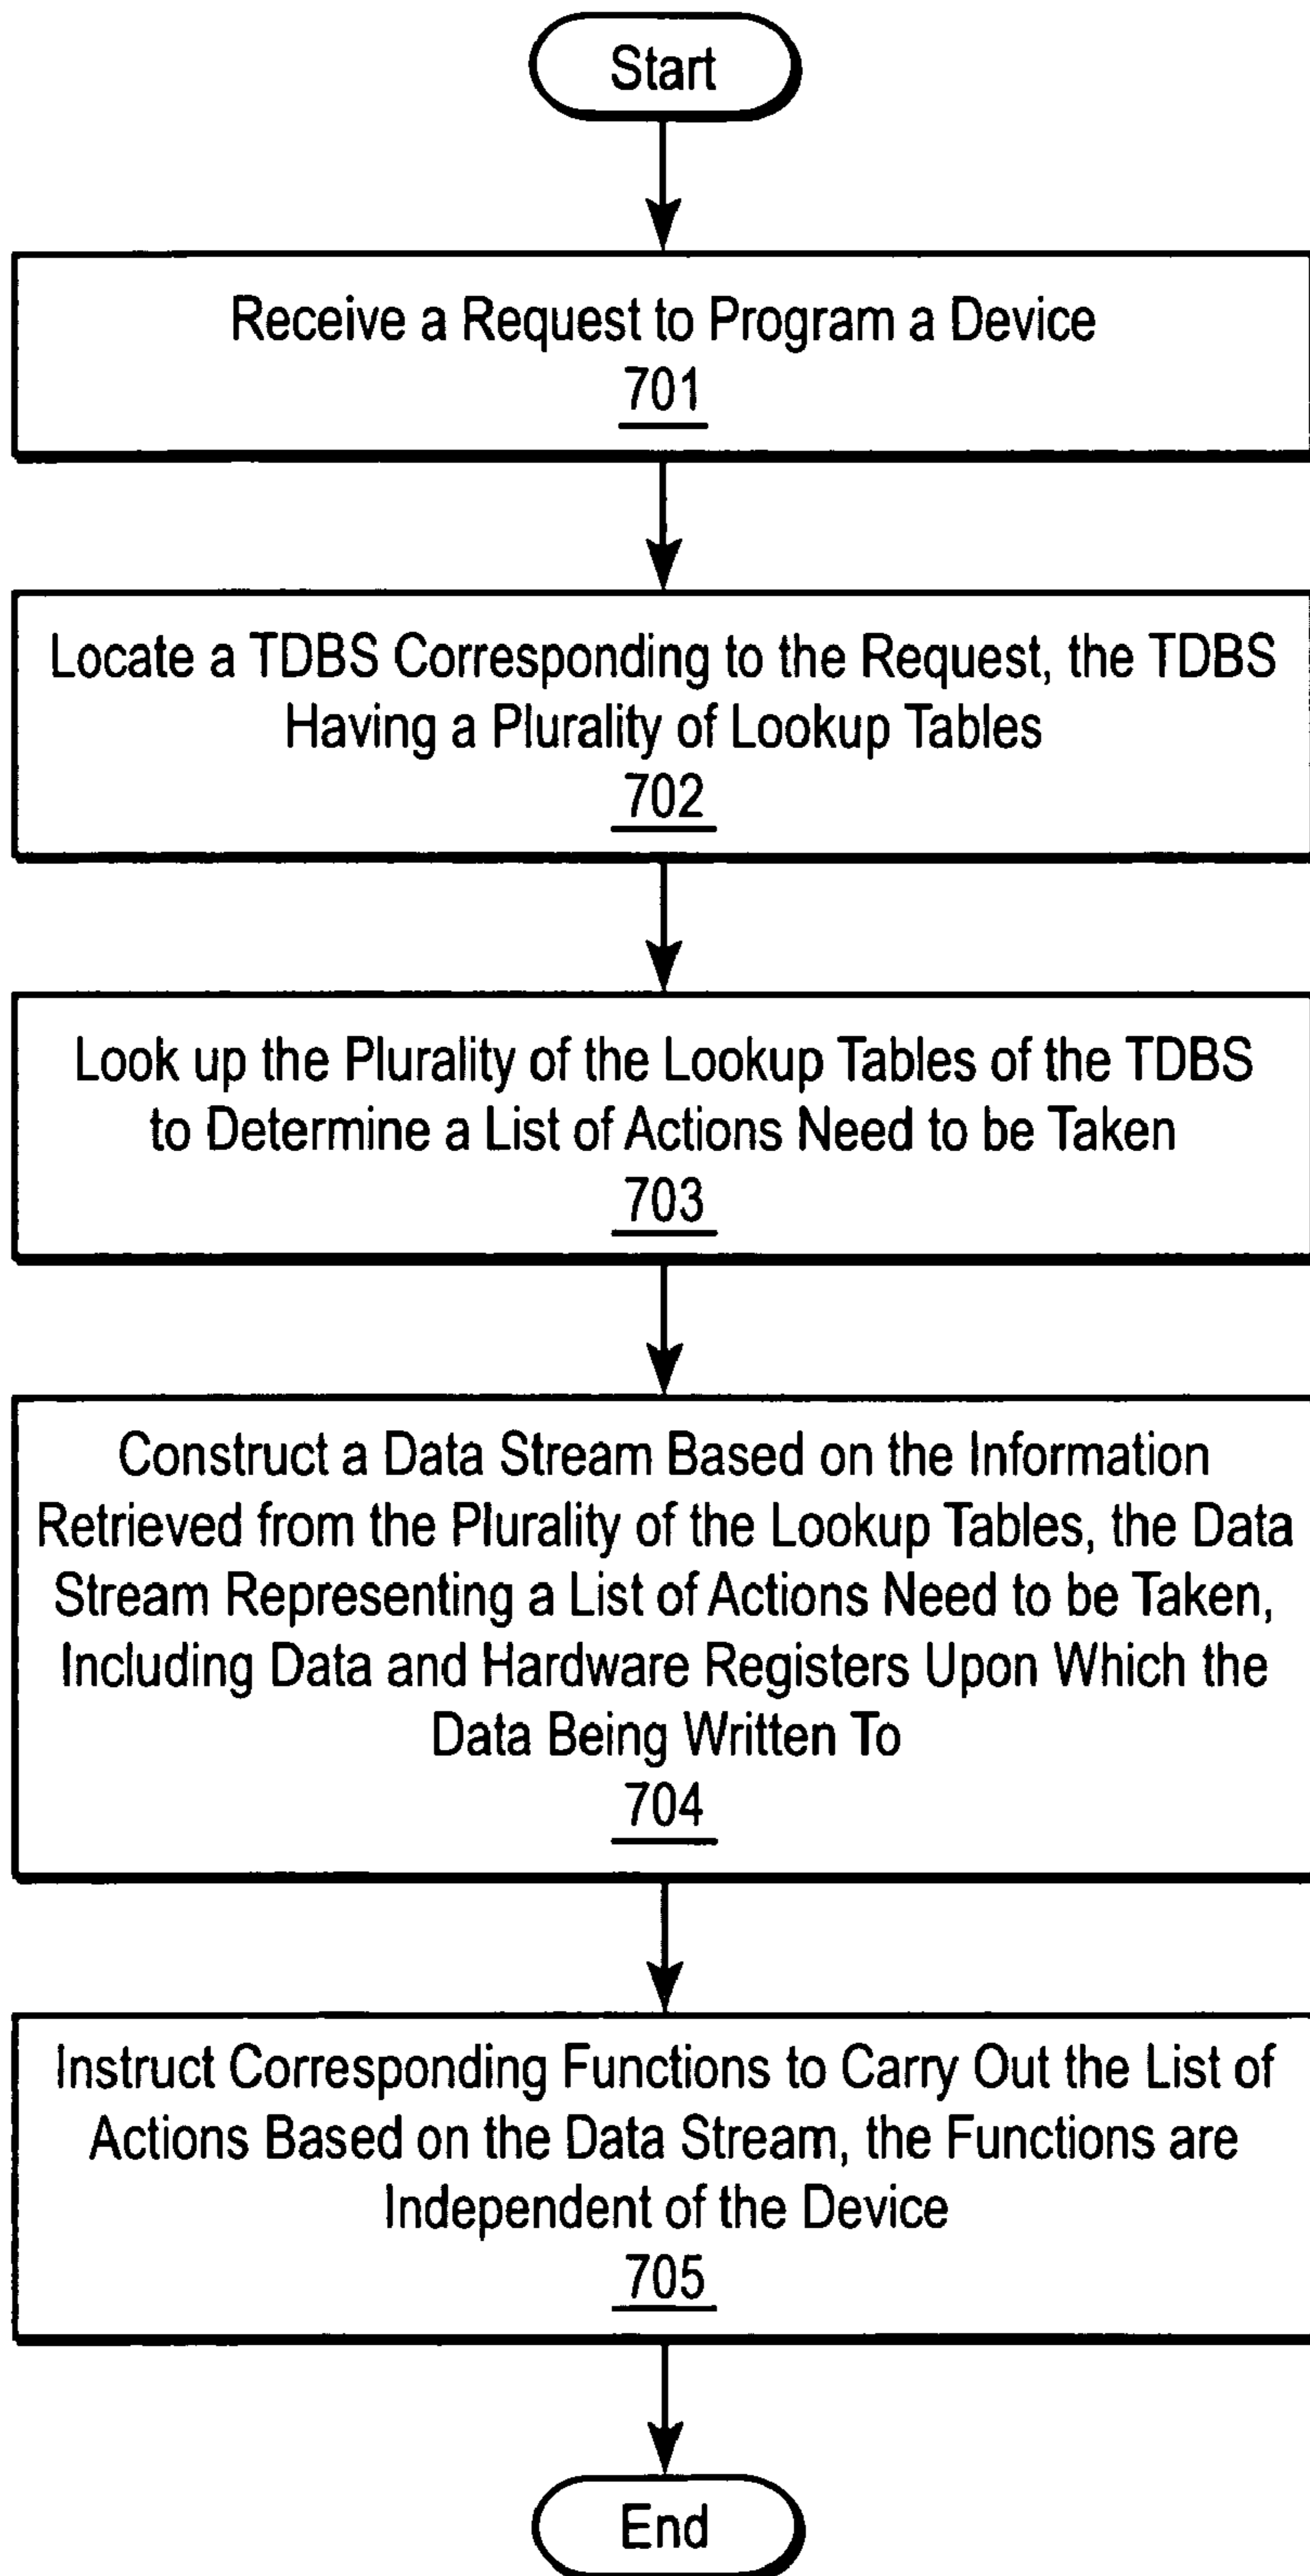 Start
Receive a Request to Program a Device
701
Locate a TDBS Corresponding to the Request, the TDBS
Having a Plurality of Lookup Tables
702
Look up the Plurality of the Lookup Tables of the TDBS
to Determine a List of Actions Need to be Taken
703
Construct a Data Stream Based on the Information
Retrieved from the Plurality of the Lookup Tables, the Data
Stream Representing a List of Actions Need to be Taken,
Including Data and Hardware Registers Upon Which the
Data Being Written To
704
Instruct Corresponding Functions to Carry Out the List of
Actions Based on the Data Stream, the Functions are
Independent of the Device
705
End